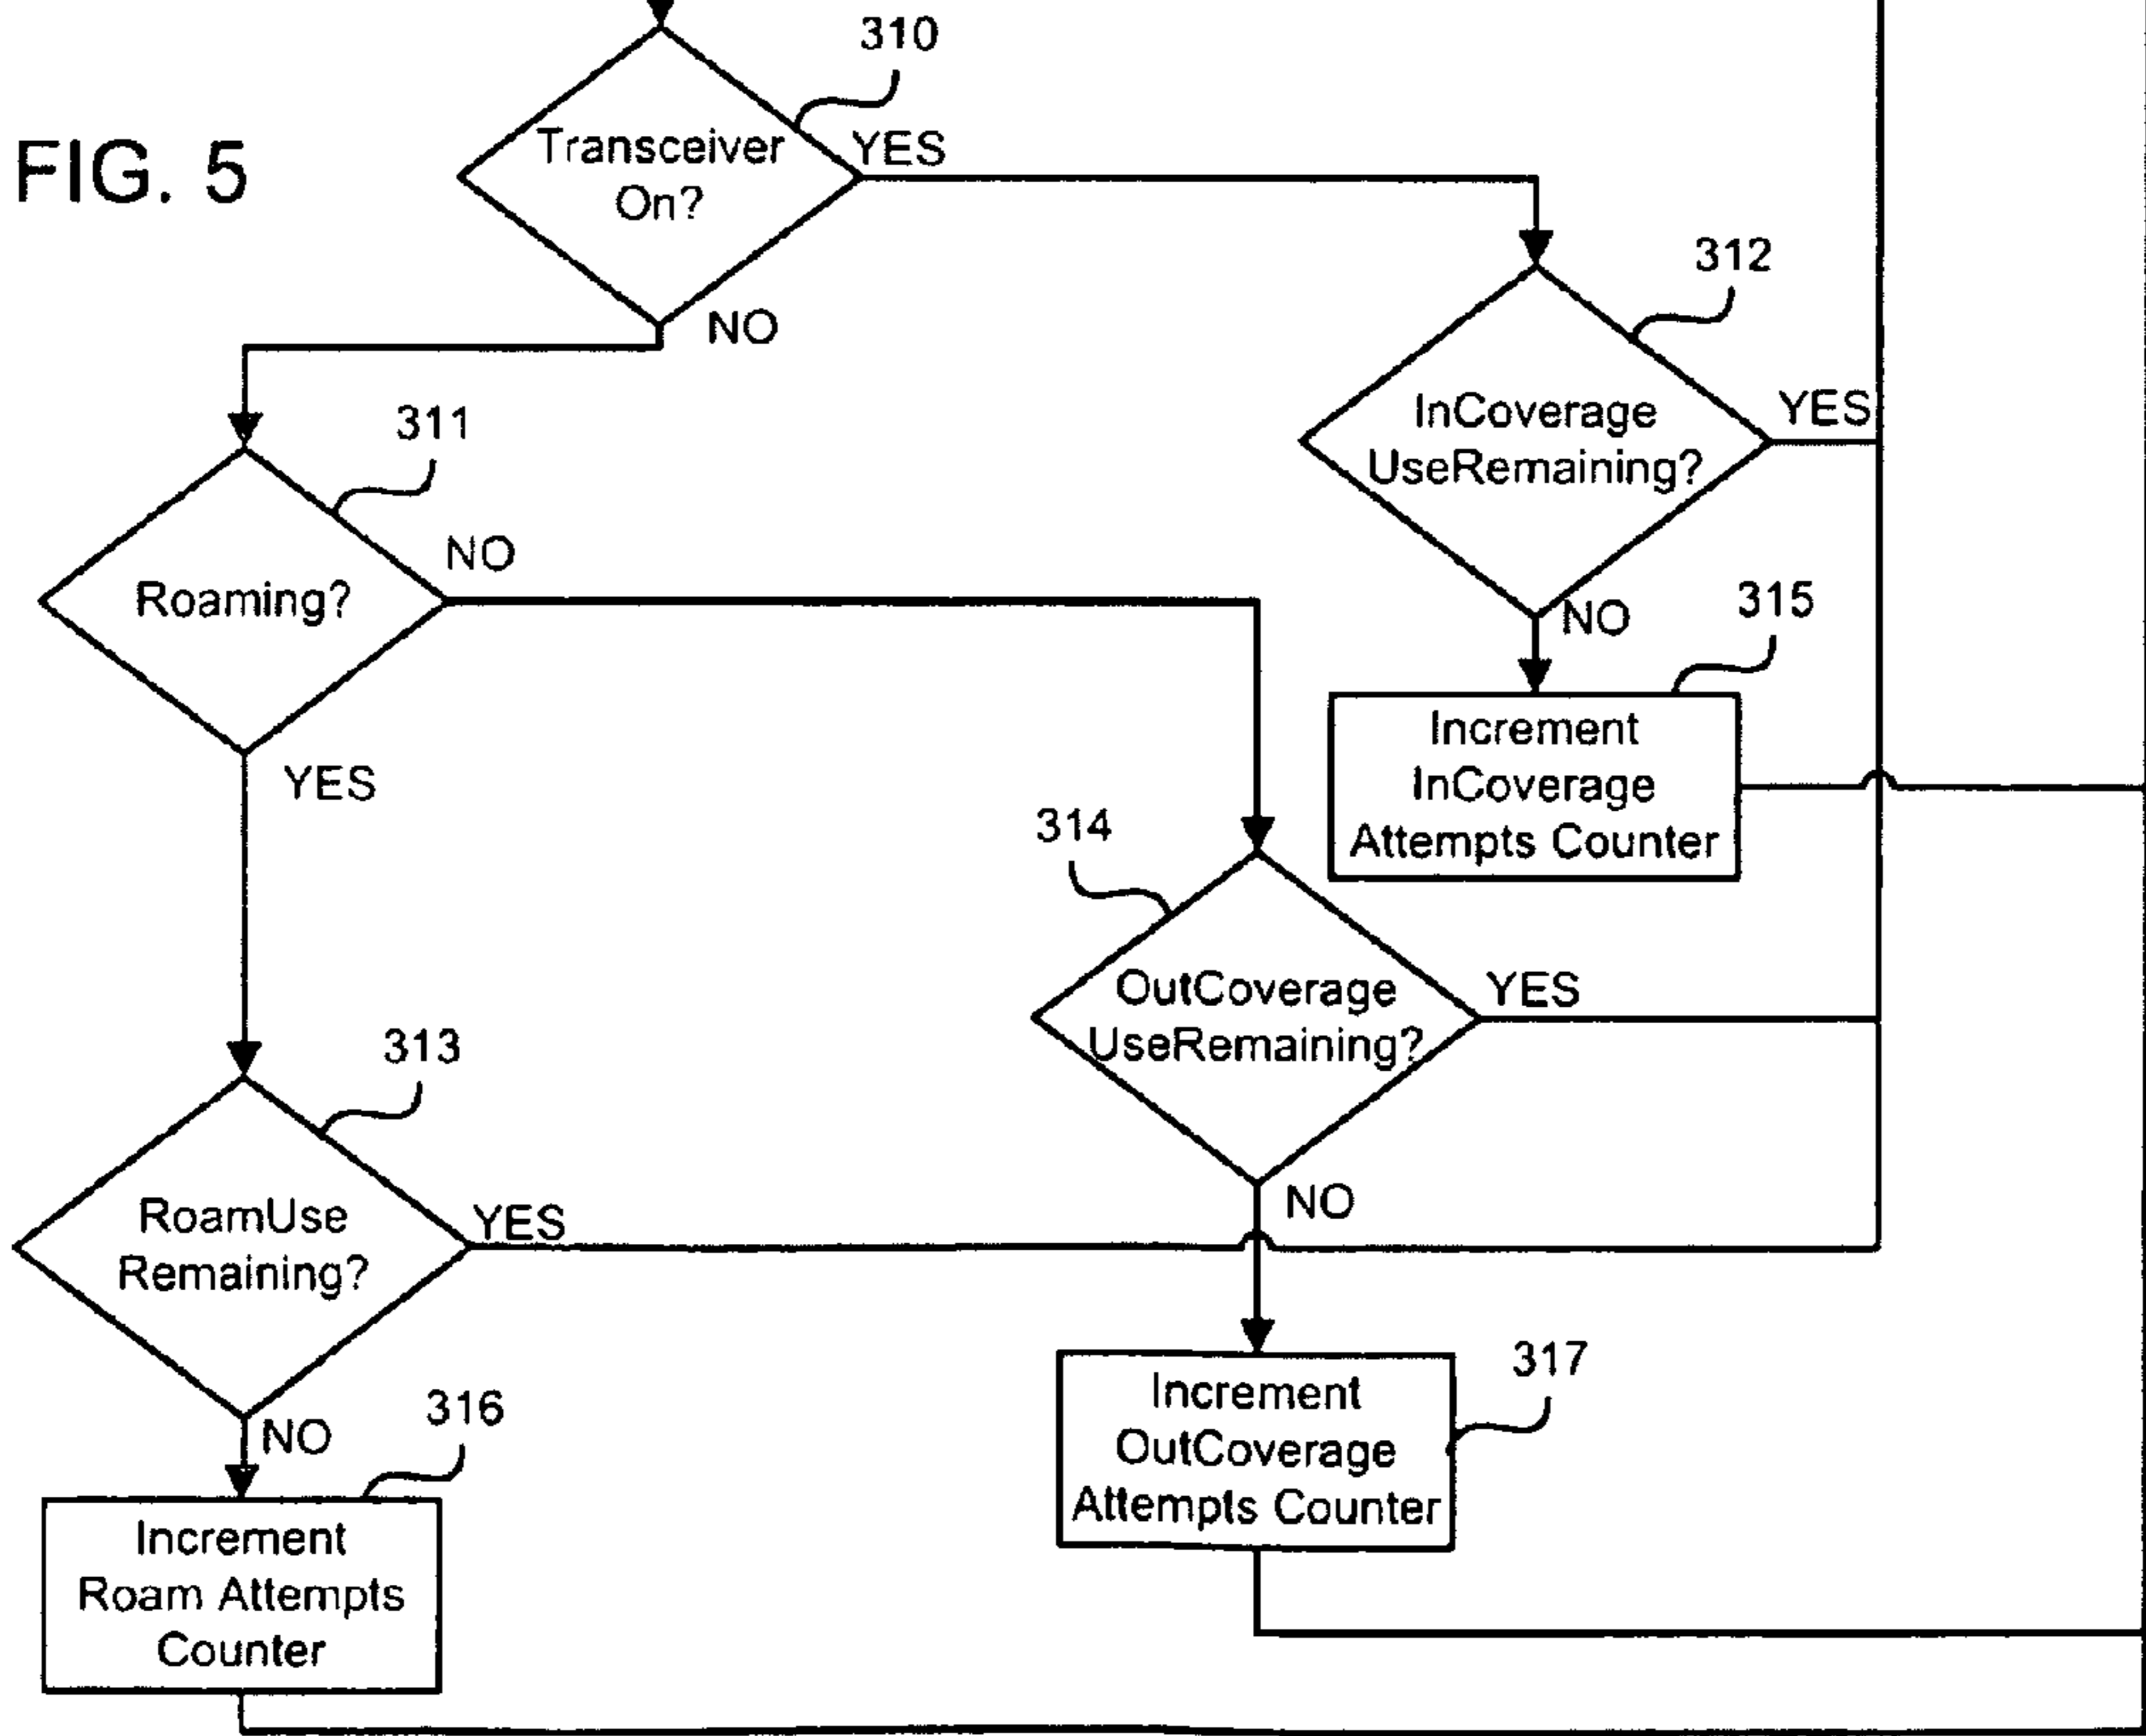 FIG. 5
310
Transceiver
On?
YES
NO
312
InCoverage
UseRemaining?
YES
NO
311
Roaming?
NO
YES
315
Increment
InCoverage
Attempts Counter
314
OutCoverage
UseRemaining?
YES
NO
313
RoamUse
Remaining?
YES
NO
317
Increment
OutCoverage
Attempts Counter
316
Increment
Roam Attempts
Counter